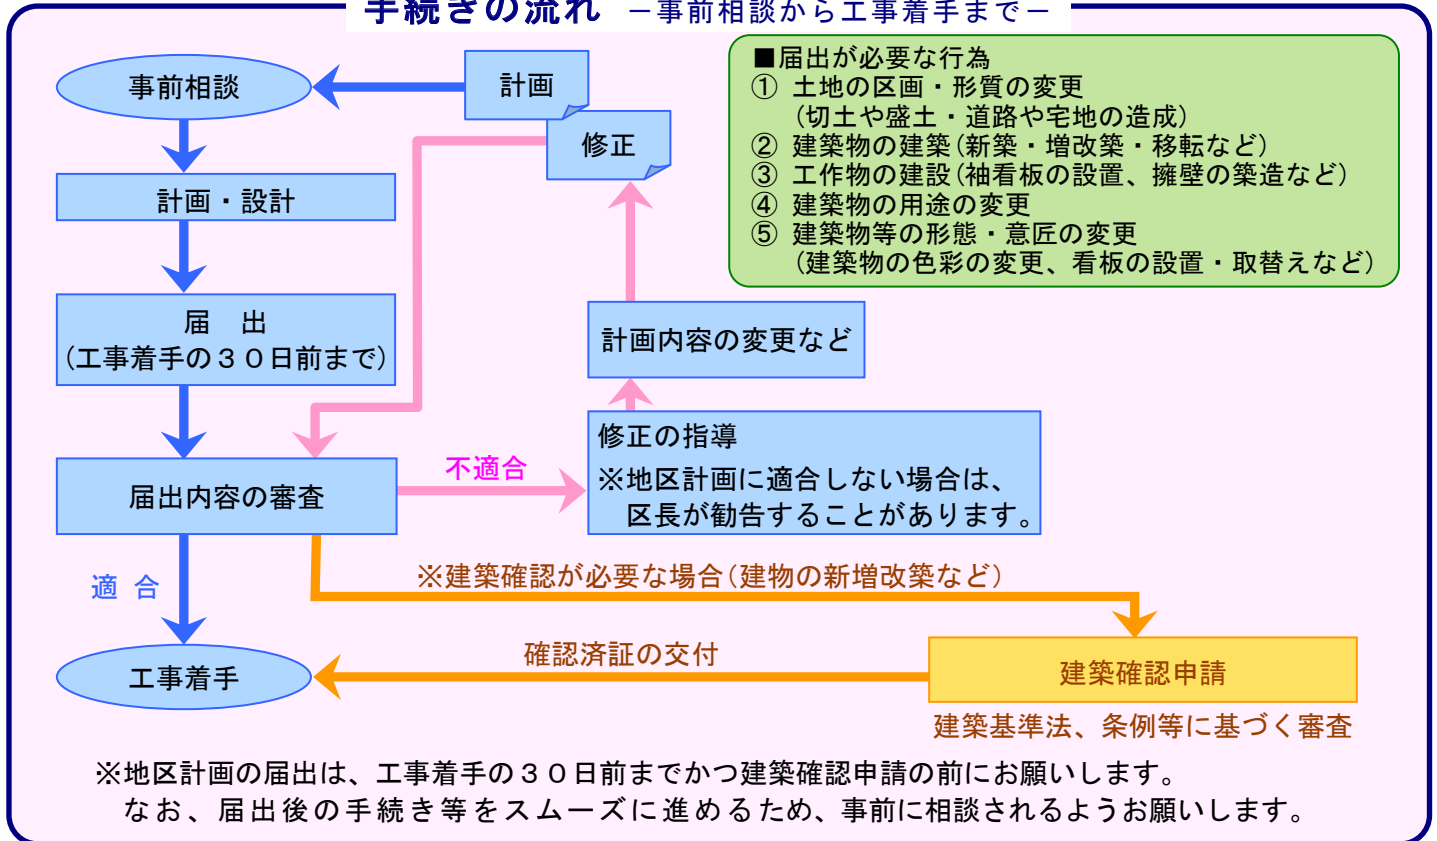 手続きの流れ －事前相談から工事着手まで－
事前相談
計画
修正
■届出が必要な行為
① 土地の区画・形質の変更
(切土や盛土・道路や宅地の造成)
② 建築物の建築(新築・増改築・移転など)
③ 工作物の建設(袖看板の設置、擁壁の築造など)
④ 建築物の用途の変更
⑤ 建築物等の形態・意匠の変更
(建築物の色彩の変更、看板の設置・取替えなど)
計画・設計
届　出
(工事着手の３０日前まで)
計画内容の変更など
修正の指導
※地区計画に適合しない場合は、
区長が勧告することがあります。
不適合
届出内容の審査
適 合
※建築確認が必要な場合(建物の新増改築など)
確認済証の交付
工事着手
建築確認申請
建築基準法、条例等に基づく審査
※地区計画の届出は、工事着手の３０日前までかつ建築確認申請の前にお願いします。
なお、届出後の手続き等をスムーズに進めるため、事前に相談されるようお願いします。